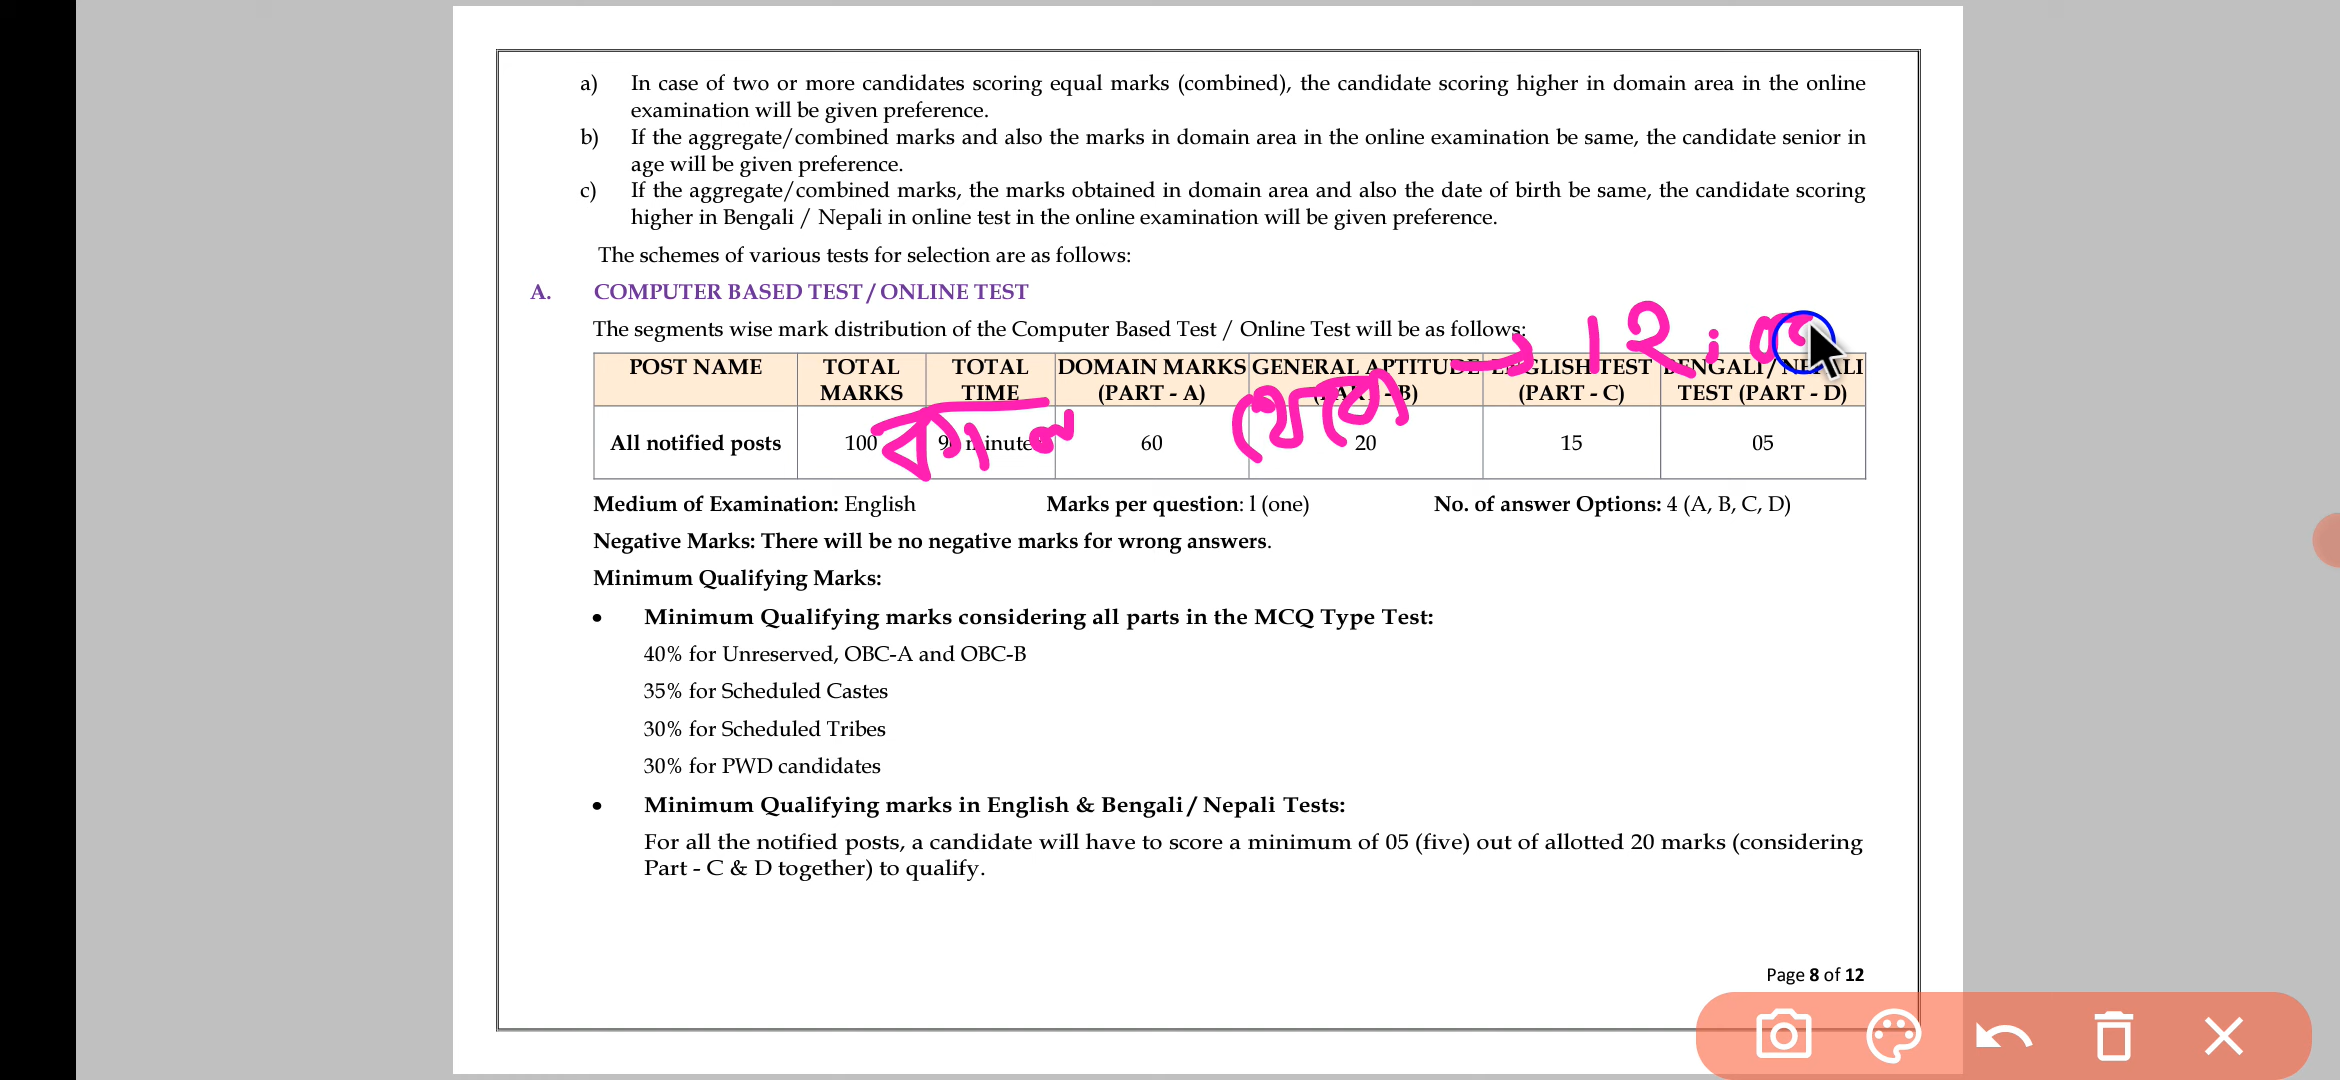 a) In case of two or more candidates scoring equal marks (combined), the candidate scoring higher in domain area in the online
examination will be given preference.
b) If the aggregate/combined marks and also the marks in domain area in the online examination be same, the candidate senior in
age will be given preference.
c) If the aggregate/combined marks, the marks obtained in domain area and also the date of birth be same, the candidate scoring
higher in Bengali / Nepali in online test in the online examination will be given preference.
The schemes of various tests for selection are as follows:
A. COMPUTER BASED TEST / ONLINE TEST
The segments wise mark distribution of the Computer Based Test / Online Test will be as follows:
POST NAME TOTAL TOTAL DOMAIN MARKS GENERAL APTITUDE ENGLISH TEST BENGALI / NEPALI
MARKS TIME (PART - A) (PART - B) (PART - C) TEST (PART - D)
কাল থেকে → 12 :
All notified posts 100 90 minutes 60 20 15 05
Medium of Examination: English Marks per question: 1 (one) No. of answer Options: 4 (A, B, C, D)
Negative Marks: There will be no negative marks for wrong answers.
Minimum Qualifying Marks:
• Minimum Qualifying marks considering all parts in the MCQ Type Test:
40% for Unreserved, OBC-A and OBC-B
35% for Scheduled Castes
30% for Scheduled Tribes
30% for PWD candidates
• Minimum Qualifying marks in English & Bengali / Nepali Tests:
For all the notified posts, a candidate will have to score a minimum of 05 (five) out of allotted 20 marks (considering
Part - C & D together) to qualify.
Page 8 of 12